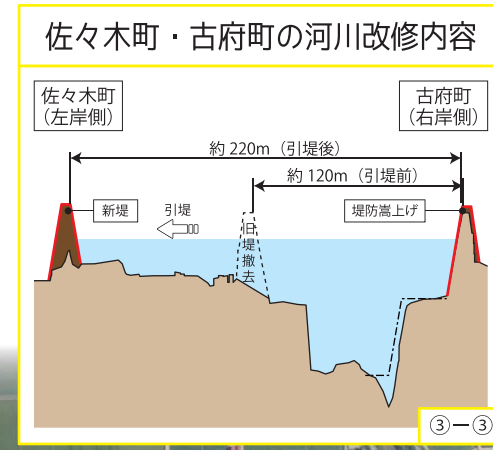 佐々木町・古府町の河川改修内容
佐々木町
（左岸側）
古府町
（右岸側）
約 220m（引堤後）
約 120m（引堤前）
新堤
引堤
旧堤撤去
堤防嵩上げ
③ー③